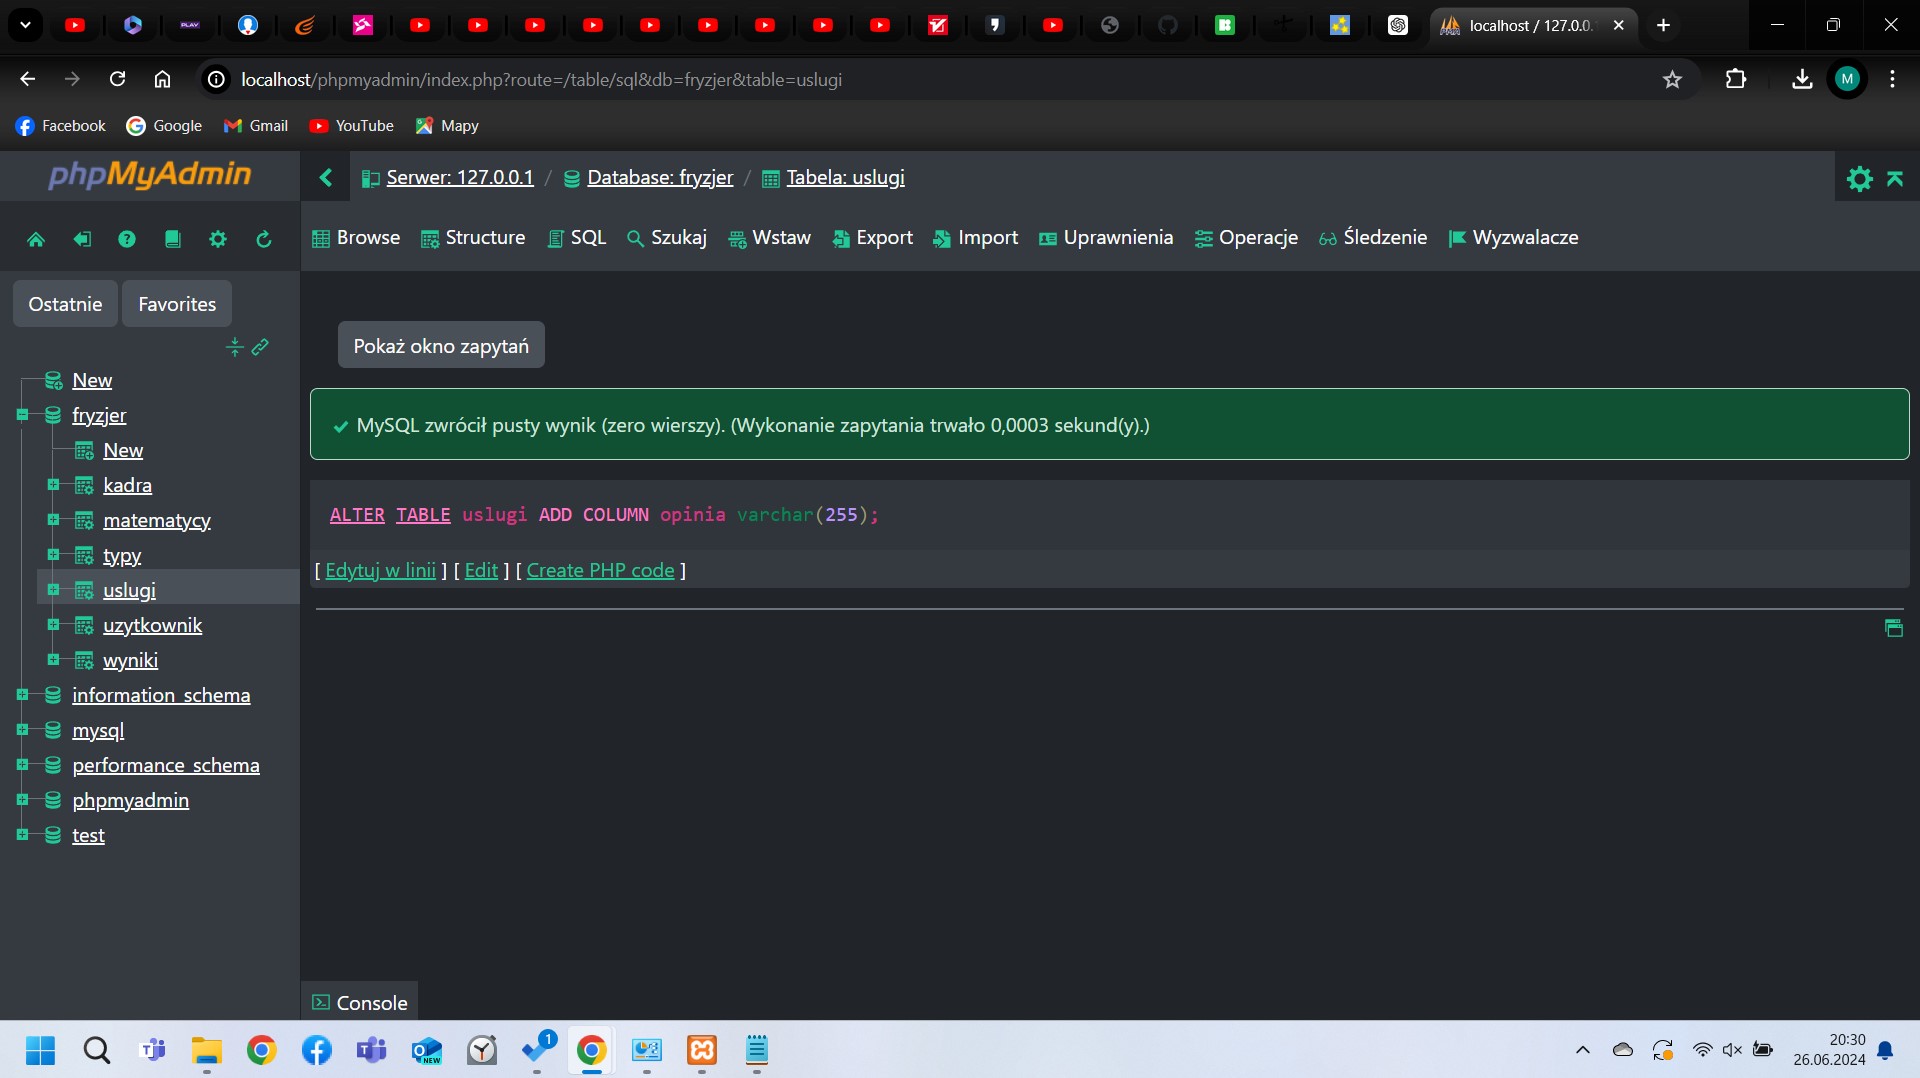 PLAY
localhost / 127.0.0.1
localhost/phpmyadmin/index.php?route=/table/sql&db=fryzjer&table=uslugi
M
Facebook
Google
Gmail
YouTube
Mapy
phpMyAdmin
Serwer: 127.0.0.1 / Database: fryzjer / Tabela: uslugi
Browse
Structure
SQL
Szukaj
Wstaw
Export
Import
Uprawnienia
Operacje
Śledzenie
Wyzwalacze
Ostatnie
Favorites
New
fryzjer
New
kadra
matematycy
typy
uslugi
uzytkownik
wyniki
information_schema
mysql
performance_schema
phpmyadmin
test
Pokaż okno zapytań
MySQL zwrócił pusty wynik (zero wierszy). (Wykonanie zapytania trwało 0,0003 sekund(y).)
ALTER TABLE uslugi ADD COLUMN opinia varchar(255);
[ Edytuj w linii ] [ Edit ] [ Create PHP code ]
Console
NEW
1
20:30
26.06.2024